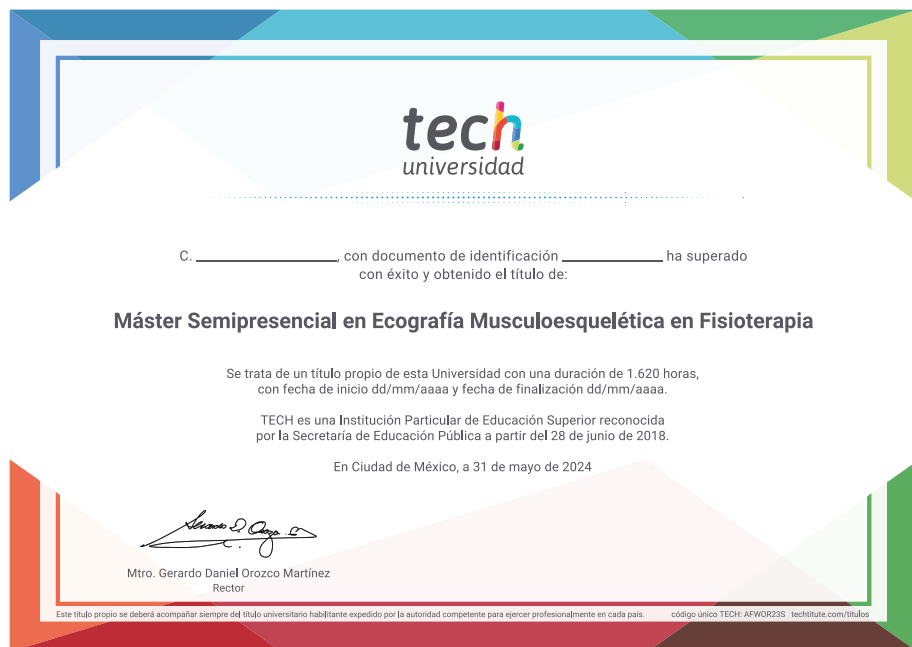 tech
universidad
C. ____________________, con documento de identificación ______________ ha superado
con éxito y obtenido el título de:
Máster Semipresencial en Ecografía Musculoesquelética en Fisioterapia
Se trata de un título propio de esta Universidad con una duración de 1.620 horas,
con fecha de inicio dd/mm/aaaa y fecha de finalización dd/mm/aaaa.
TECH es una Institución Particular de Educación Superior reconocida
por la Secretaría de Educación Pública a partir del 28 de junio de 2018.
En Ciudad de México, a 31 de mayo de 2024
Mtro. Gerardo Daniel Orozco Martínez
Rector
Este título propio se deberá acompañar siempre del título universitario habilitante expedido por la autoridad competente para ejercer profesionalmente en cada país. código único TECH: AFWOR23S techtitute.com/titulos